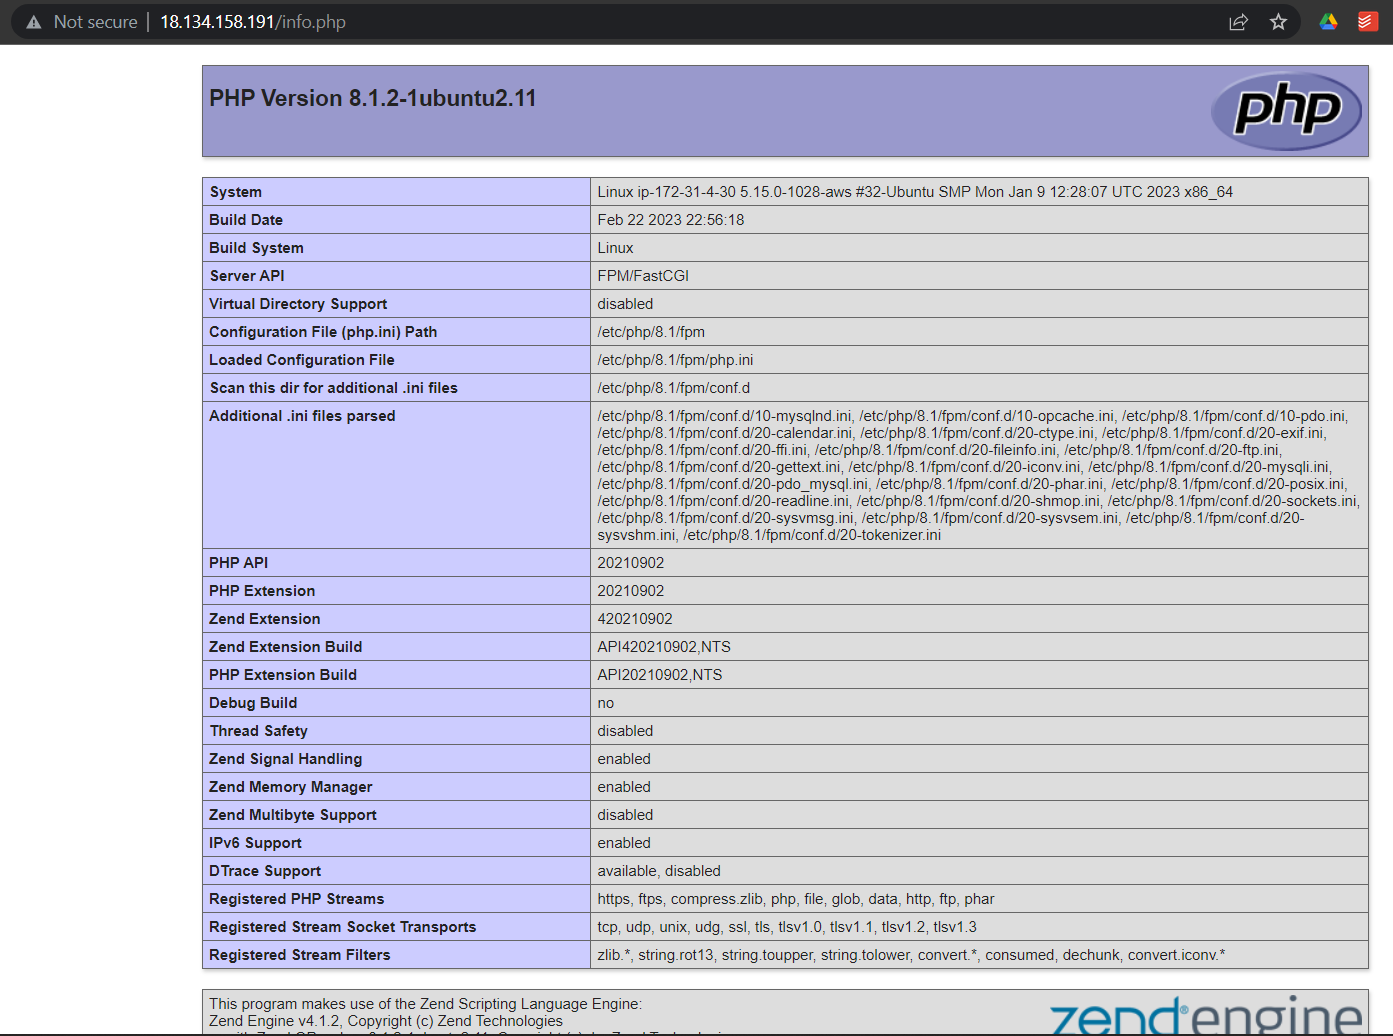 Not secure | 18.134.158.191/info.php
PHP Version 8.1.2-1ubuntu2.11
php
System Linux ip-172-31-4-30 5.15.0-1028-aws #32-Ubuntu SMP Mon Jan 9 12:28:07 UTC 2023 x86_64
Build Date Feb 22 2023 22:56:18
Build System Linux
Server API FPM/FastCGI
Virtual Directory Support disabled
Configuration File (php.ini) Path /etc/php/8.1/fpm
Loaded Configuration File /etc/php/8.1/fpm/php.ini
Scan this dir for additional .ini files /etc/php/8.1/fpm/conf.d
Additional .ini files parsed /etc/php/8.1/fpm/conf.d/10-mysqlnd.ini, /etc/php/8.1/fpm/conf.d/10-opcache.ini, /etc/php/8.1/fpm/conf.d/10-pdo.ini,
/etc/php/8.1/fpm/conf.d/20-calendar.ini, /etc/php/8.1/fpm/conf.d/20-ctype.ini, /etc/php/8.1/fpm/conf.d/20-exif.ini,
/etc/php/8.1/fpm/conf.d/20-ffi.ini, /etc/php/8.1/fpm/conf.d/20-fileinfo.ini, /etc/php/8.1/fpm/conf.d/20-ftp.ini,
/etc/php/8.1/fpm/conf.d/20-gettext.ini, /etc/php/8.1/fpm/conf.d/20-iconv.ini, /etc/php/8.1/fpm/conf.d/20-mysqli.ini,
/etc/php/8.1/fpm/conf.d/20-pdo_mysql.ini, /etc/php/8.1/fpm/conf.d/20-phar.ini, /etc/php/8.1/fpm/conf.d/20-posix.ini,
/etc/php/8.1/fpm/conf.d/20-readline.ini, /etc/php/8.1/fpm/conf.d/20-shmop.ini, /etc/php/8.1/fpm/conf.d/20-sockets.ini,
/etc/php/8.1/fpm/conf.d/20-sysvmsg.ini, /etc/php/8.1/fpm/conf.d/20-sysvsem.ini, /etc/php/8.1/fpm/conf.d/20-
sysvshm.ini, /etc/php/8.1/fpm/conf.d/20-tokenizer.ini
PHP API 20210902
PHP Extension 20210902
Zend Extension 420210902
Zend Extension Build API420210902,NTS
PHP Extension Build API20210902,NTS
Debug Build no
Thread Safety disabled
Zend Signal Handling enabled
Zend Memory Manager enabled
Zend Multibyte Support disabled
IPv6 Support enabled
DTrace Support available, disabled
Registered PHP Streams https, ftps, compress.zlib, php, file, glob, data, http, ftp, phar
Registered Stream Socket Transports tcp, udp, unix, udg, ssl, tls, tlsv1.0, tlsv1.1, tlsv1.2, tlsv1.3
Registered Stream Filters zlib.*, string.rot13, string.toupper, string.tolower, convert.*, consumed, dechunk, convert.iconv.*
This program makes use of the Zend Scripting Language Engine:
Zend Engine v4.1.2, Copyright (c) Zend Technologies
zend® engine